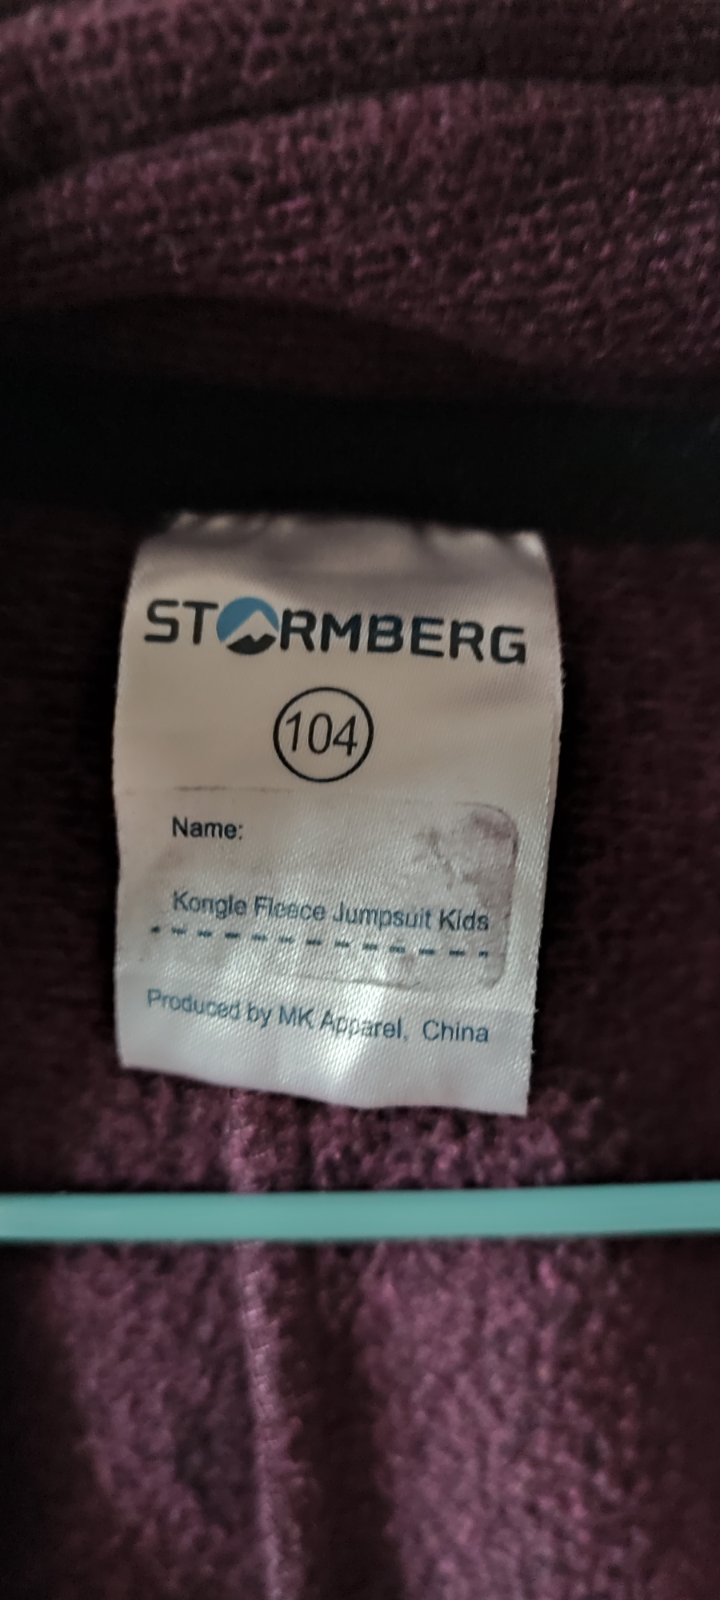 STORMBERG
104
Name:
Kongle Fleece Jumpsuit Kids
Produced by MK Apparel, China